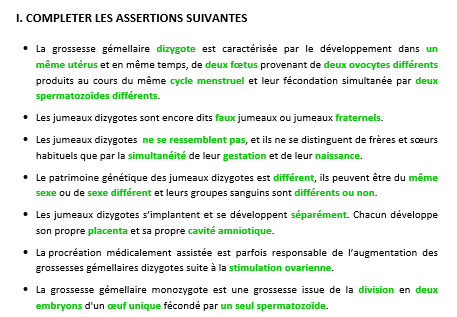 I. COMPLETER LES ASSERTIONS SUIVANTES
• La grossesse gémellaire dizygote est caractérisée par le développement dans un
même utérus et en même temps, de deux fœtus provenant de deux ovocytes différents
produits au cours du même cycle menstruel et leur fécondation simultanée par deux
spermatozoïdes différents.
• Les jumeaux dizygotes sont encore dits faux jumeaux ou jumeaux fraternels.
• Les jumeaux dizygotes ne se ressemblent pas, et ils ne se distinguent de frères et sœurs
habituels que par la simultanéité de leur gestation et de leur naissance.
• Le patrimoine génétique des jumeaux dizygotes est différent, ils peuvent être du même
sexe ou de sexe différent et leurs groupes sanguins sont différents ou non.
• Les jumeaux dizygotes s'implantent et se développent séparément. Chacun développe
son propre placenta et sa propre cavité amniotique.
• La procréation médicalement assistée est parfois responsable de l'augmentation des
grossesses gémellaires dizygotes suite à la stimulation ovarienne.
• La grossesse gémellaire monozygote est une grossesse issue de la division en deux
embryons d'un œuf unique fécondé par un seul spermatozoïde.